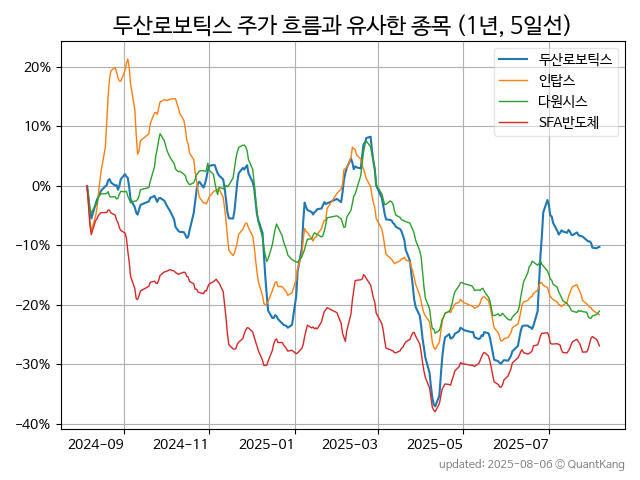 두산로보틱스 주가 흐름과 유사한 종목 (1년, 5일선)
20%
10%
0%
−10%
−20%
−30%
−40%
두산로보틱스
인탑스
다원시스
SFA반도체
2024-09
2024-11
2025-01
2025-03
2025-05
2025-07
updated: 2025-08-06 © QuantKang